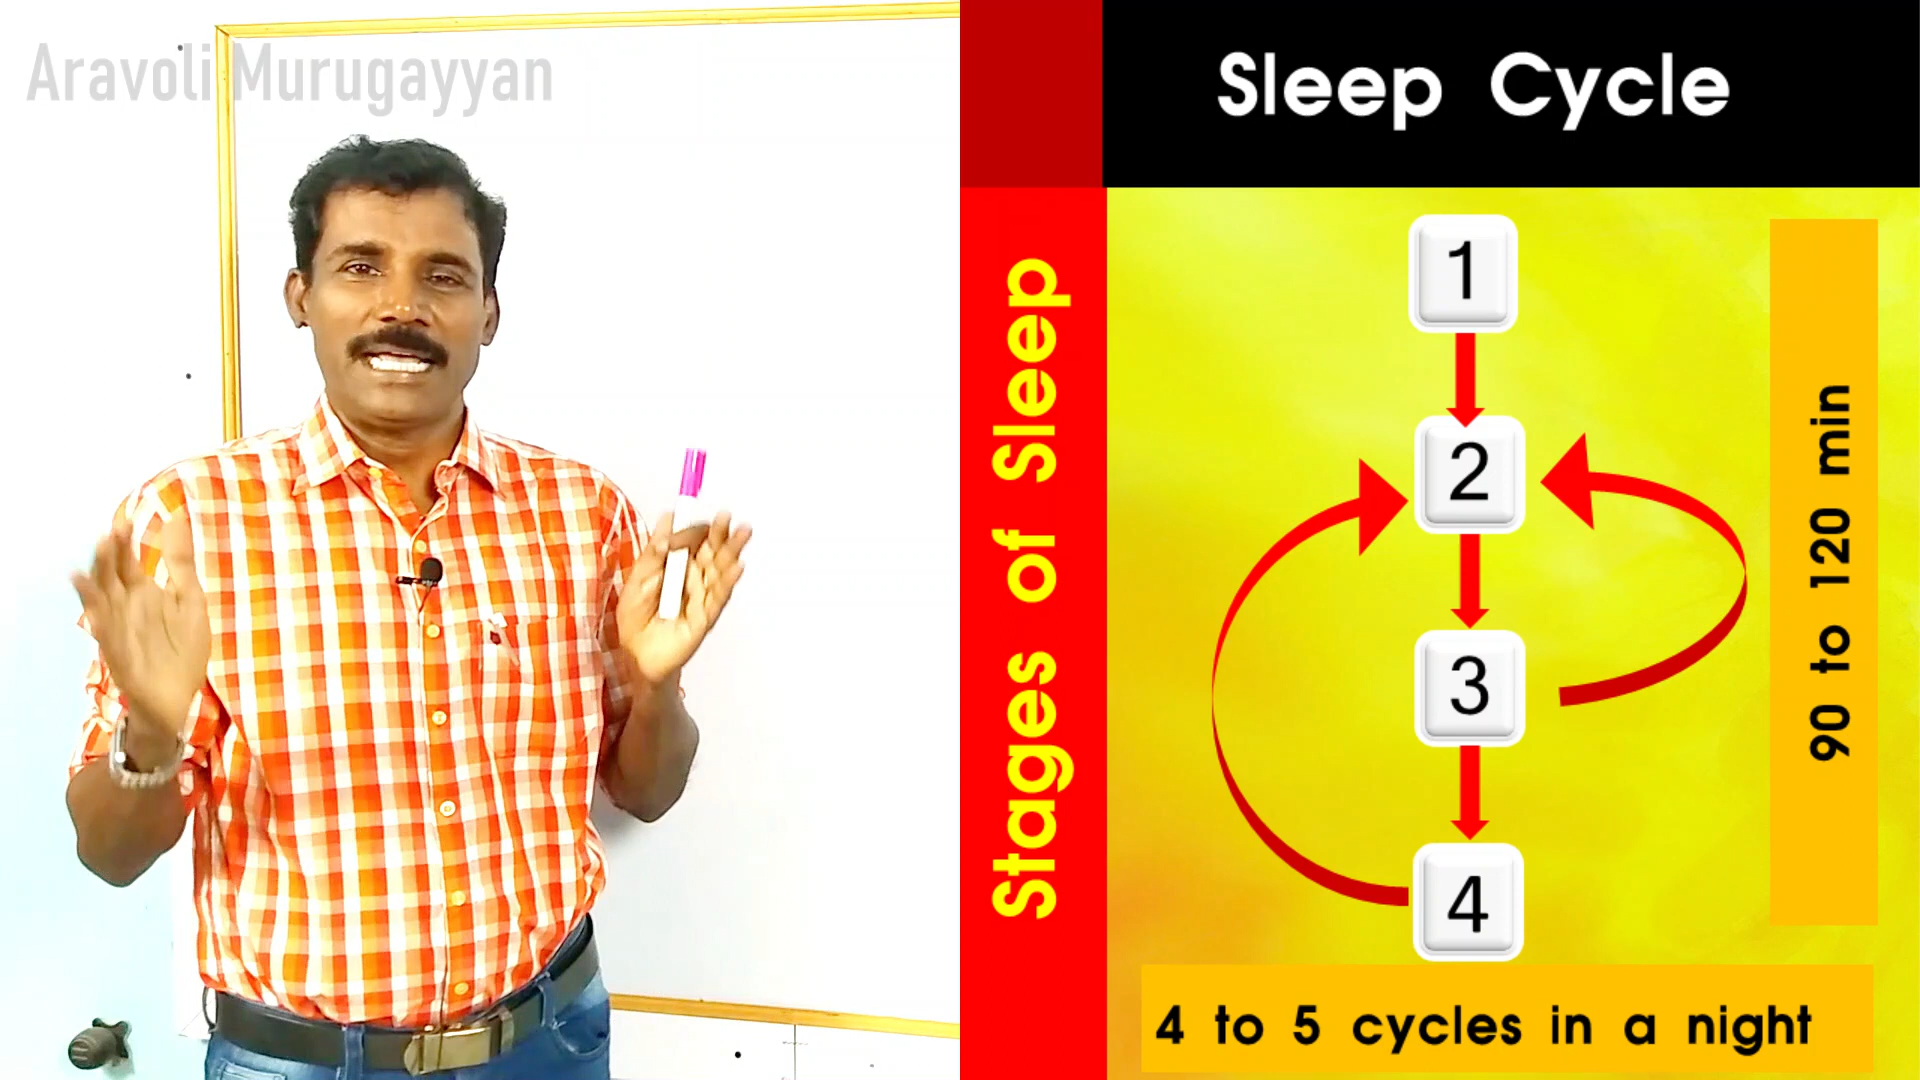 Aravoli Murugayyan
Sleep Cycle
Stages of Sleep
1
2
3
4
90 to 120 min
4 to 5 cycles in a night